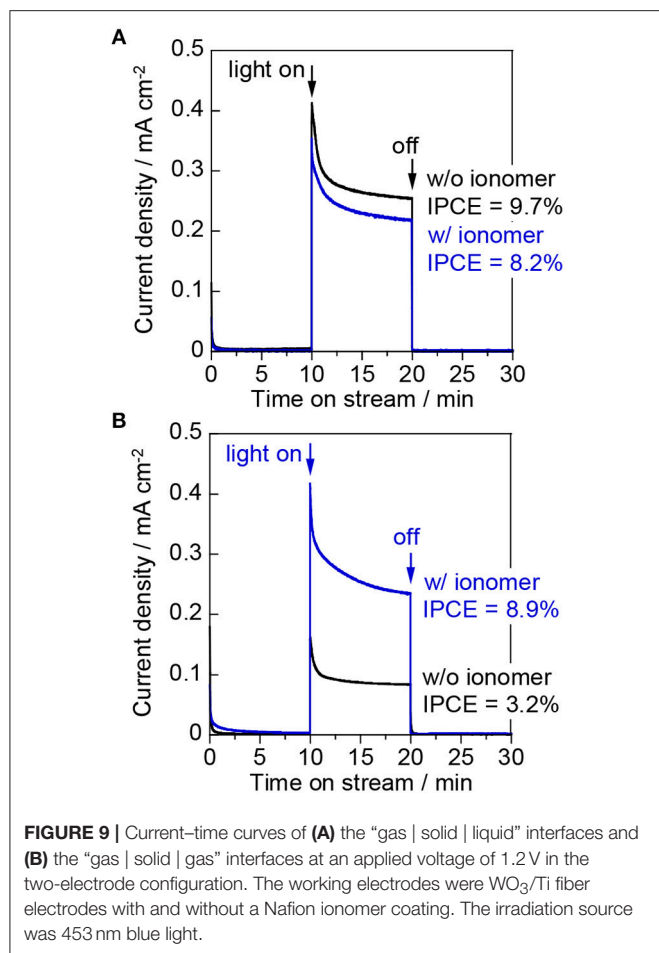 A
0.5
0.4
0.3
0.2
0.1
0
Current density / mA cm⁻²
light on
off
w/o ionomer
IPCE = 9.7%
w/ ionomer
IPCE = 8.2%
0 5 10 15 20 25 30
Time on stream / min
B
0.5
0.4
0.3
0.2
0.1
0
Current density / mA cm⁻²
light on
off
w/ ionomer
IPCE = 8.9%
w/o ionomer
IPCE = 3.2%
0 5 10 15 20 25 30
Time on stream / min
FIGURE 9 | Current–time curves of (A) the “gas | solid | liquid” interfaces and
(B) the “gas | solid | gas” interfaces at an applied voltage of 1.2 V in the
two-electrode configuration. The working electrodes were WO₃/Ti fiber
electrodes with and without a Nafion ionomer coating. The irradiation source
was 453 nm blue light.